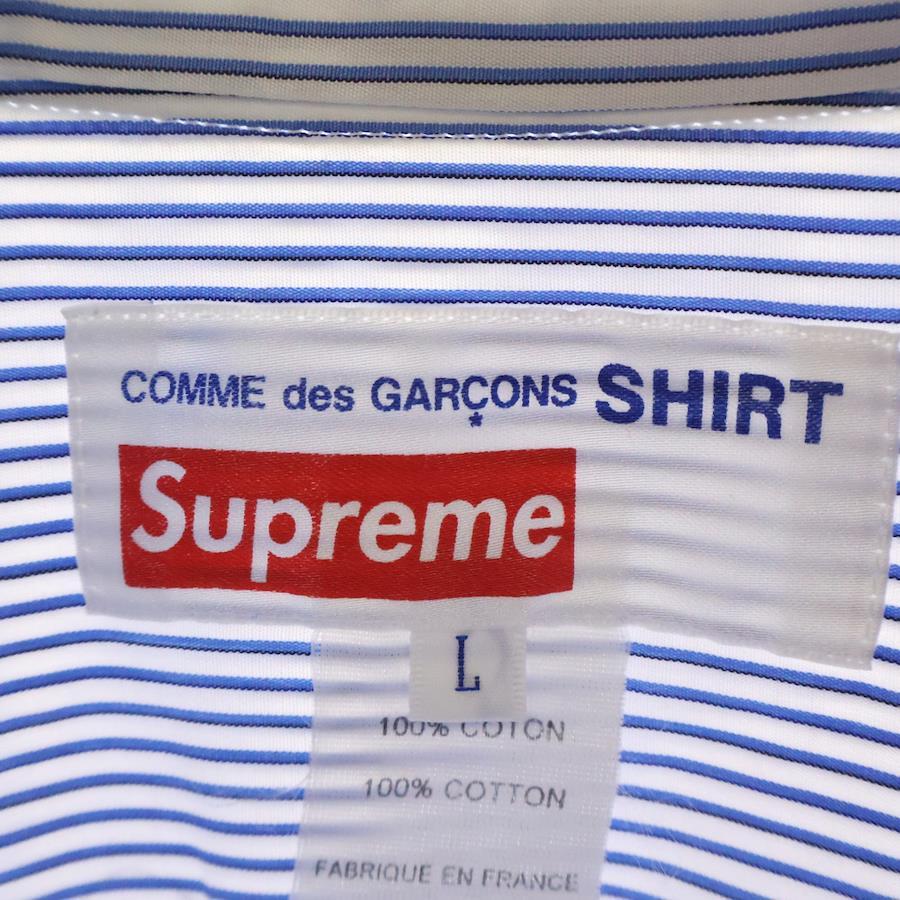 COMME des GARÇONS SHIRT
*
Supreme
L
100% COTON
100% COTTON
FABRIQUE EN FRANCE